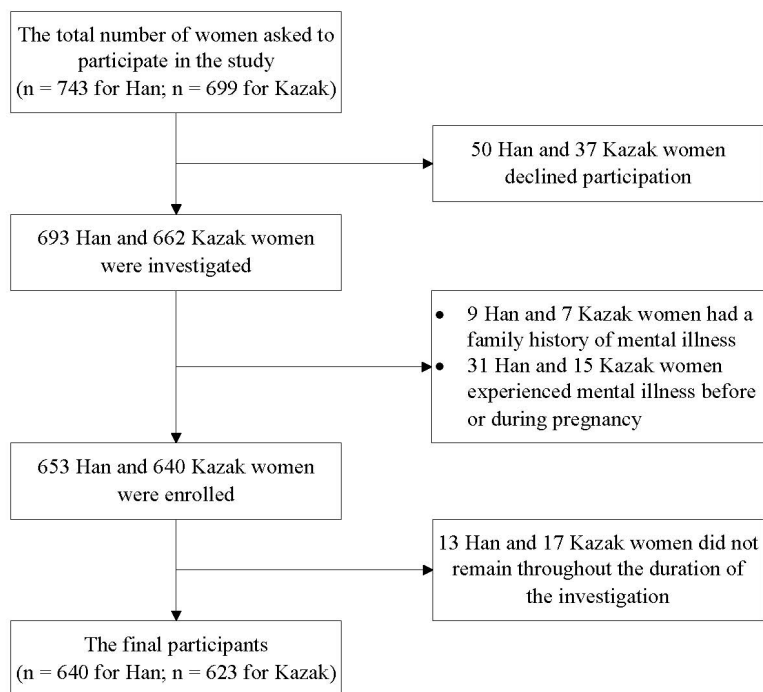 The total number of women asked to
participate in the study
(n = 743 for Han; n = 699 for Kazak)
50 Han and 37 Kazak women
declined participation
693 Han and 662 Kazak women
were investigated
• 9 Han and 7 Kazak women had a
family history of mental illness
• 31 Han and 15 Kazak women
experienced mental illness before
or during pregnancy
653 Han and 640 Kazak women
were enrolled
13 Han and 17 Kazak women did not
remain throughout the duration of
the investigation
The final participants
(n = 640 for Han; n = 623 for Kazak)